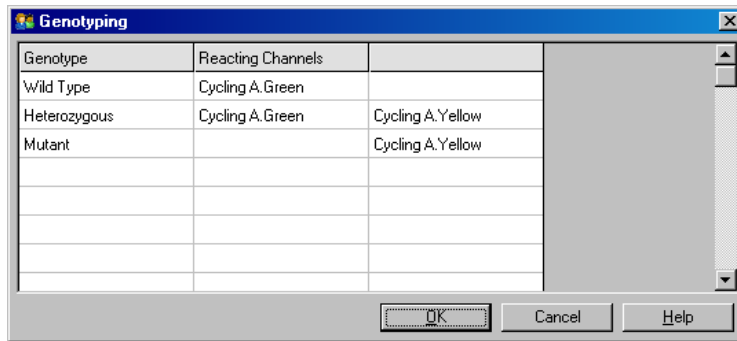 Genotyping
Genotype Reacting Channels
Wild Type Cycling A.Green
Heterozygous Cycling A.Green Cycling A.Yellow
Mutant Cycling A.Yellow
OK Cancel Help